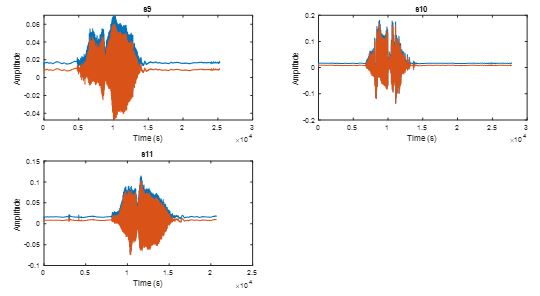 s9
Amplitude
0.06
0.04
0.02
0
-0.02
-0.04
0 0.5 1 1.5 2 2.5 3
Time (s)
×10⁴
s10
Amplitude
0.2
0.1
0
-0.1
-0.2
0 0.5 1 1.5 2 2.5 3
Time (s)
×10⁴
s11
Amplitude
0.15
0.1
0.05
0
-0.05
-0.1
0 0.5 1 1.5 2 2.5
Time (s)
×10⁴